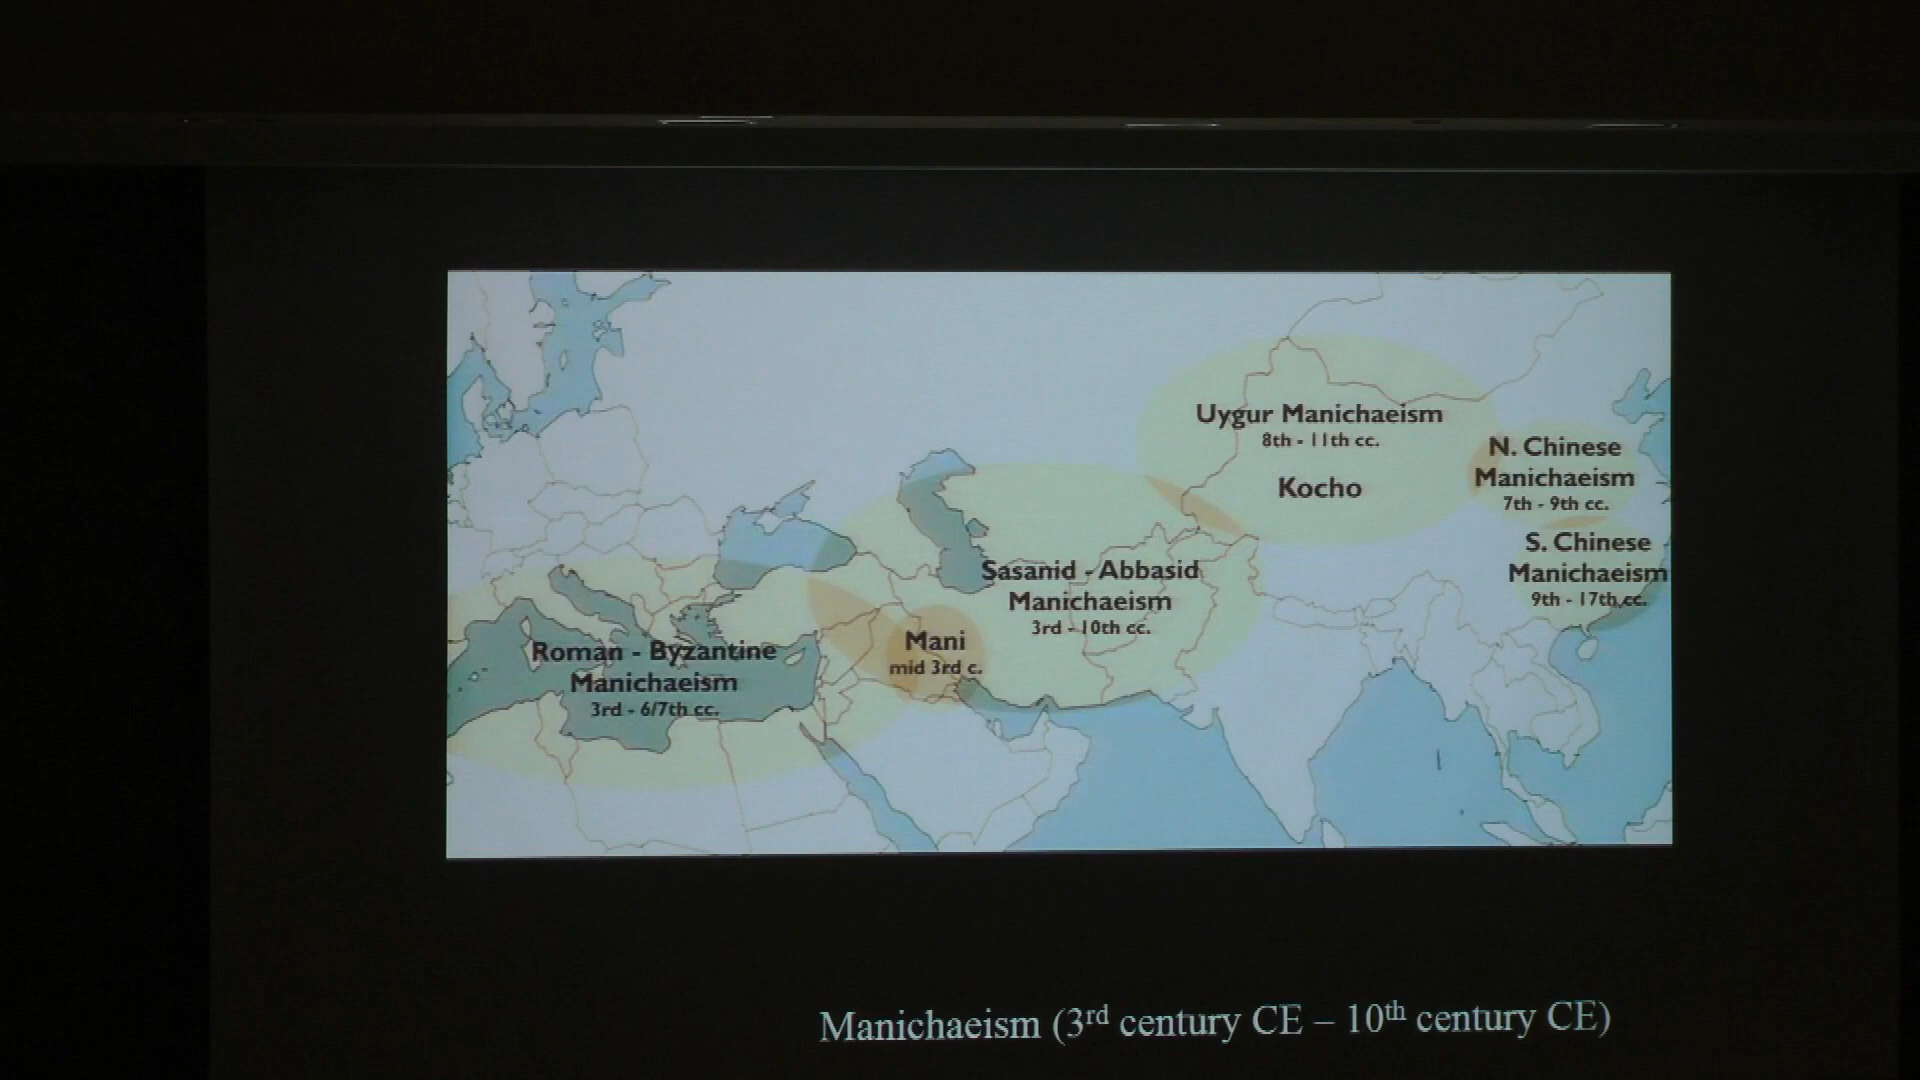 Uygur Manichaeism
8th - 11th cc.
Kocho
N. Chinese
Manichaeism
7th - 9th cc.
S. Chinese
Manichaeism
9th - 17th cc.
Sasanid - Abbasid
Manichaeism
3rd - 10th cc.
Mani
mid 3rd c.
Roman - Byzantine
Manichaeism
3rd - 6/7th cc.
Manichaeism (3rd century CE – 10th century CE)